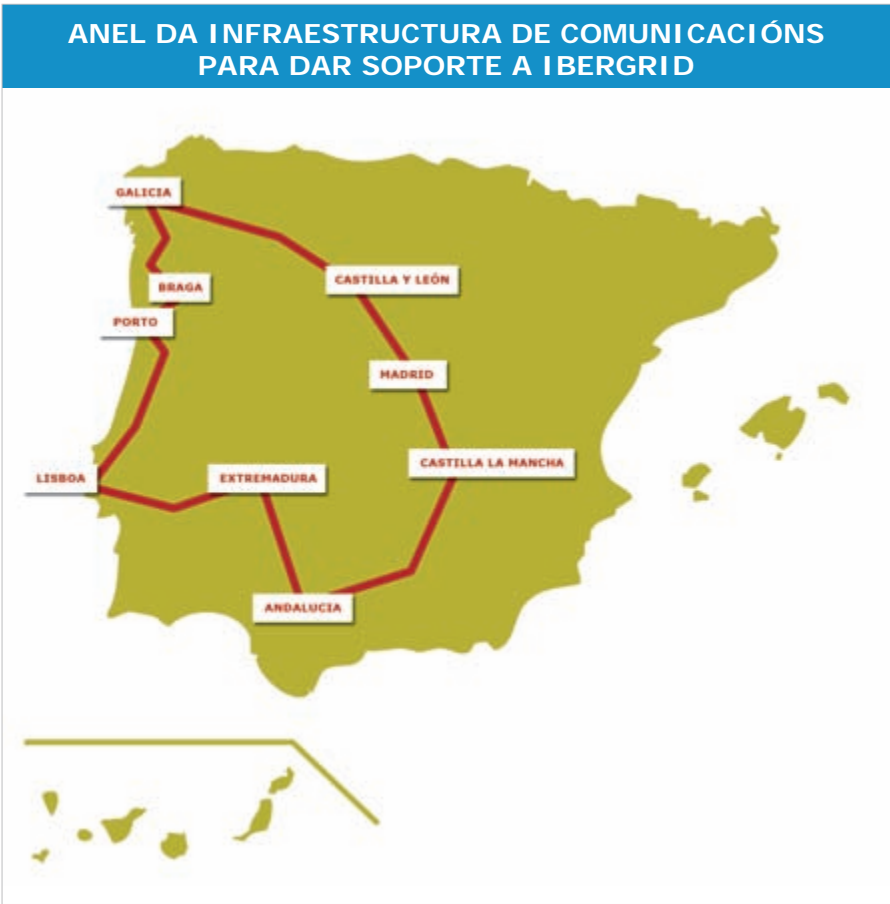 ANEL DA INFRAESTRUCTURA DE COMUNICACIÓNS
PARA DAR SOPORTE A IBERGRID
GALICIA
CASTILLA Y LEÓN
BRAGA
PORTO
MADRID
CASTILLA LA MANCHA
LISBOA
EXTREMADURA
ANDALUCIA